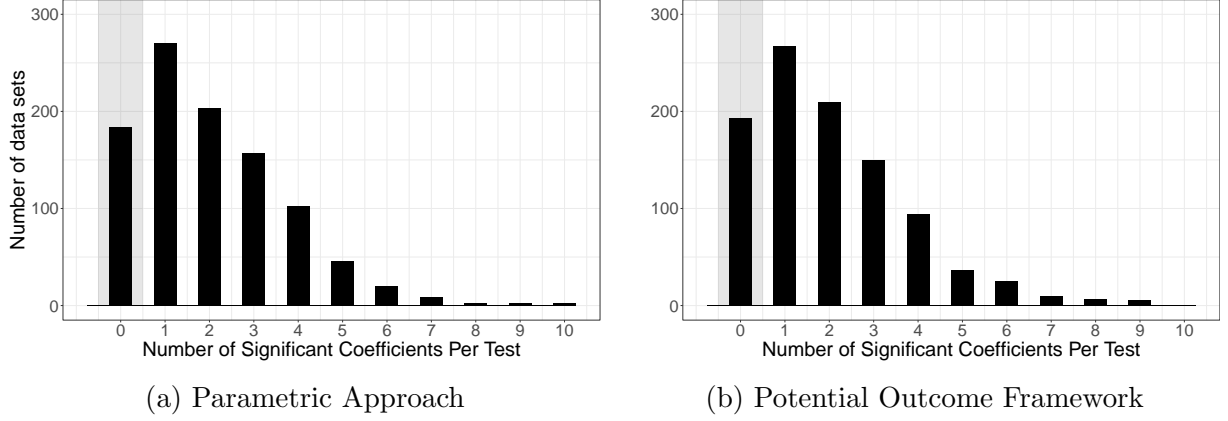 300
200
100
0
Number of data sets
0 1 2 3 4 5 6 7 8 9 10
Number of Significant Coefficients Per Test
(a) Parametric Approach
300
200
100
0
0 1 2 3 4 5 6 7 8 9 10
Number of Significant Coefficients Per Test
(b) Potential Outcome Framework